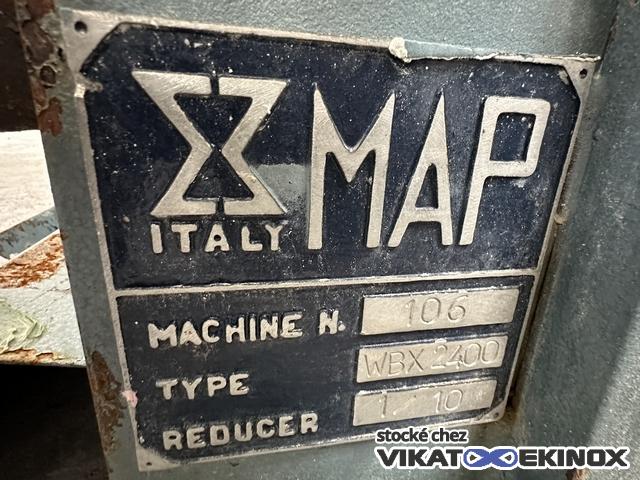 MAP
ITALY
MACHINE N. 106
TYPE WBX 2400
REDUCER 1/10
stocké chez
VIKAT EKINOX